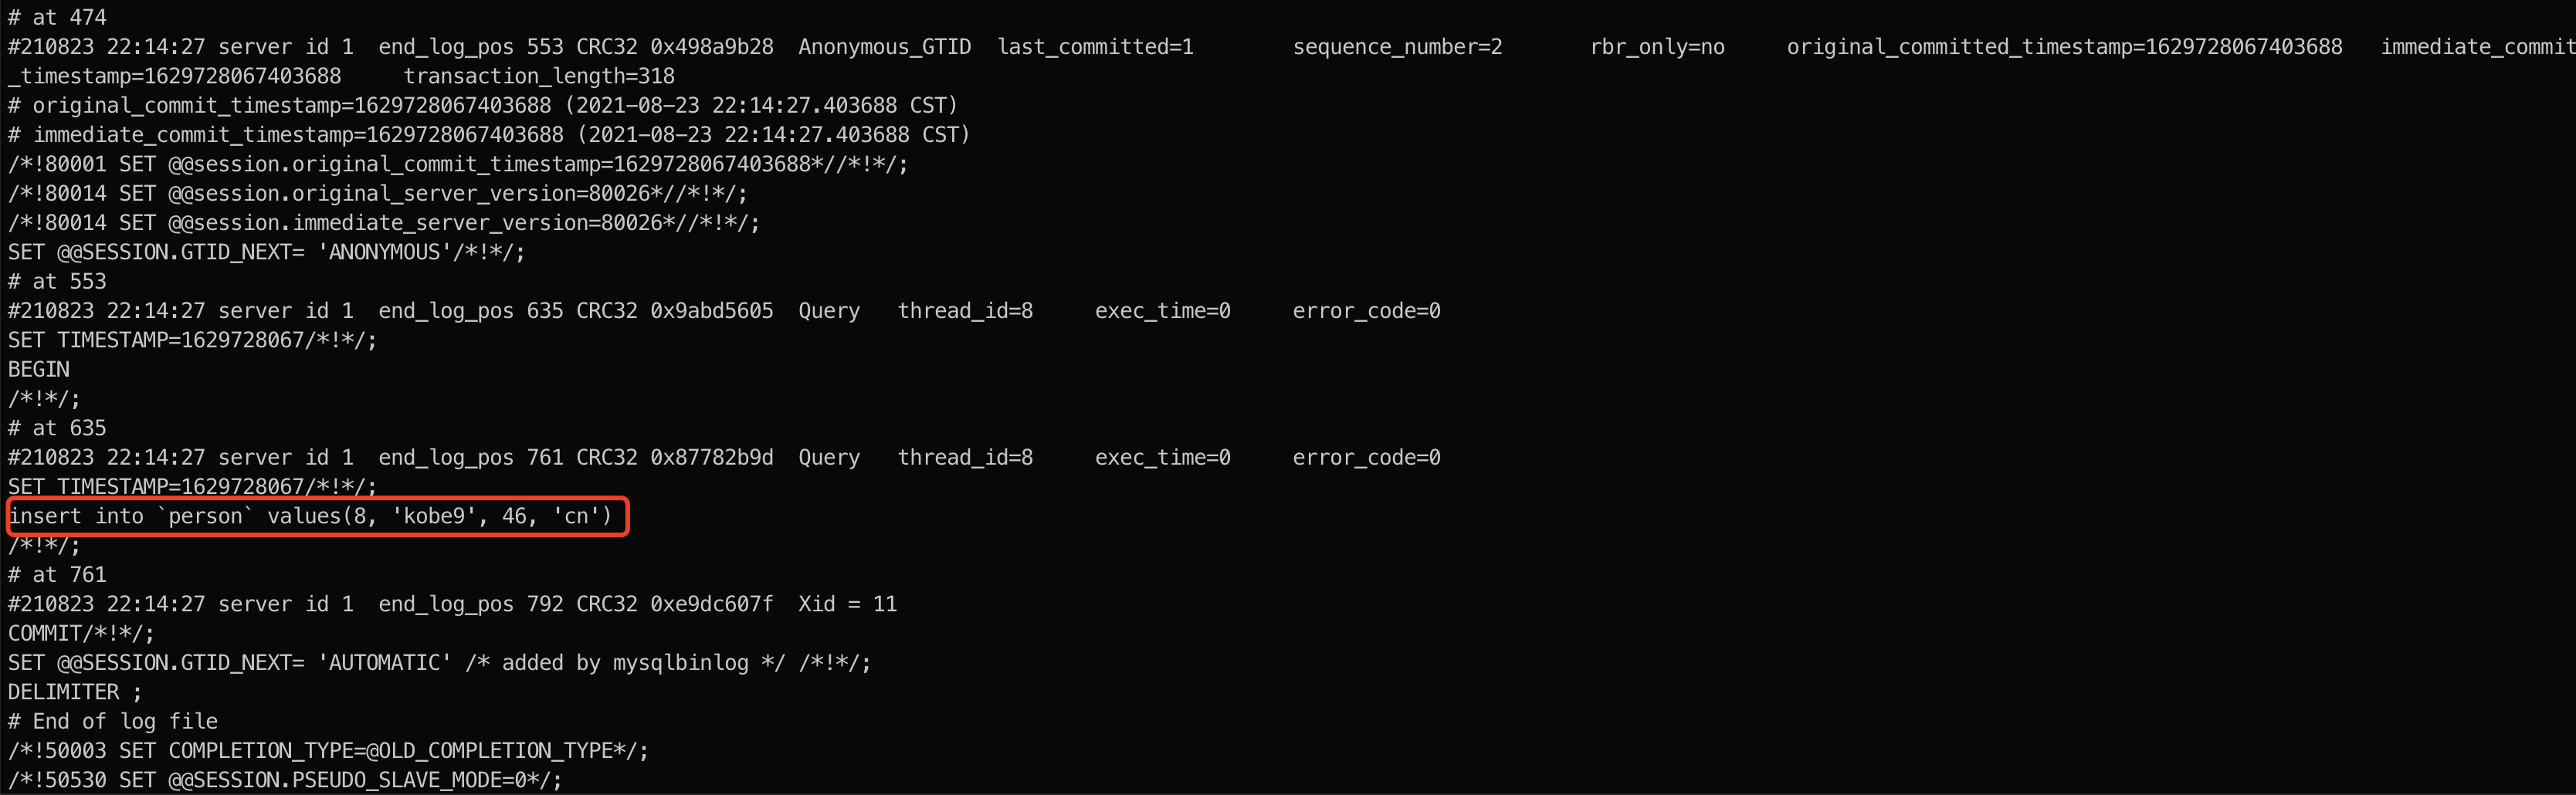 # at 474
#210823 22:14:27 server id 1  end_log_pos 553 CRC32 0x498a9b28  Anonymous_GTID  last_committed=1        sequence_number=2       rbr_only=no     original_committed_timestamp=1629728067403688   immediate_commit
_timestamp=1629728067403688     transaction_length=318
# original_commit_timestamp=1629728067403688 (2021-08-23 22:14:27.403688 CST)
# immediate_commit_timestamp=1629728067403688 (2021-08-23 22:14:27.403688 CST)
/*!80001 SET @@session.original_commit_timestamp=1629728067403688*//*!*/;
/*!80014 SET @@session.original_server_version=80026*//*!*/;
/*!80014 SET @@session.immediate_server_version=80026*//*!*/;
SET @@SESSION.GTID_NEXT= 'ANONYMOUS'/*!*/;
# at 553
#210823 22:14:27 server id 1  end_log_pos 635 CRC32 0x9abd5605  Query   thread_id=8     exec_time=0     error_code=0
SET TIMESTAMP=1629728067/*!*/;
BEGIN
/*!*/;
# at 635
#210823 22:14:27 server id 1  end_log_pos 761 CRC32 0x87782b9d  Query   thread_id=8     exec_time=0     error_code=0
SET TIMESTAMP=1629728067/*!*/;
insert into `person` values(8, 'kobe9', 46, 'cn')
/*!*/;
# at 761
#210823 22:14:27 server id 1  end_log_pos 792 CRC32 0xe9dc607f  Xid = 11
COMMIT/*!*/;
SET @@SESSION.GTID_NEXT= 'AUTOMATIC' /* added by mysqlbinlog */ /*!*/;
DELIMITER ;
# End of log file
/*!50003 SET COMPLETION_TYPE=@OLD_COMPLETION_TYPE*/;
/*!50530 SET @@SESSION.PSEUDO_SLAVE_MODE=0*/;